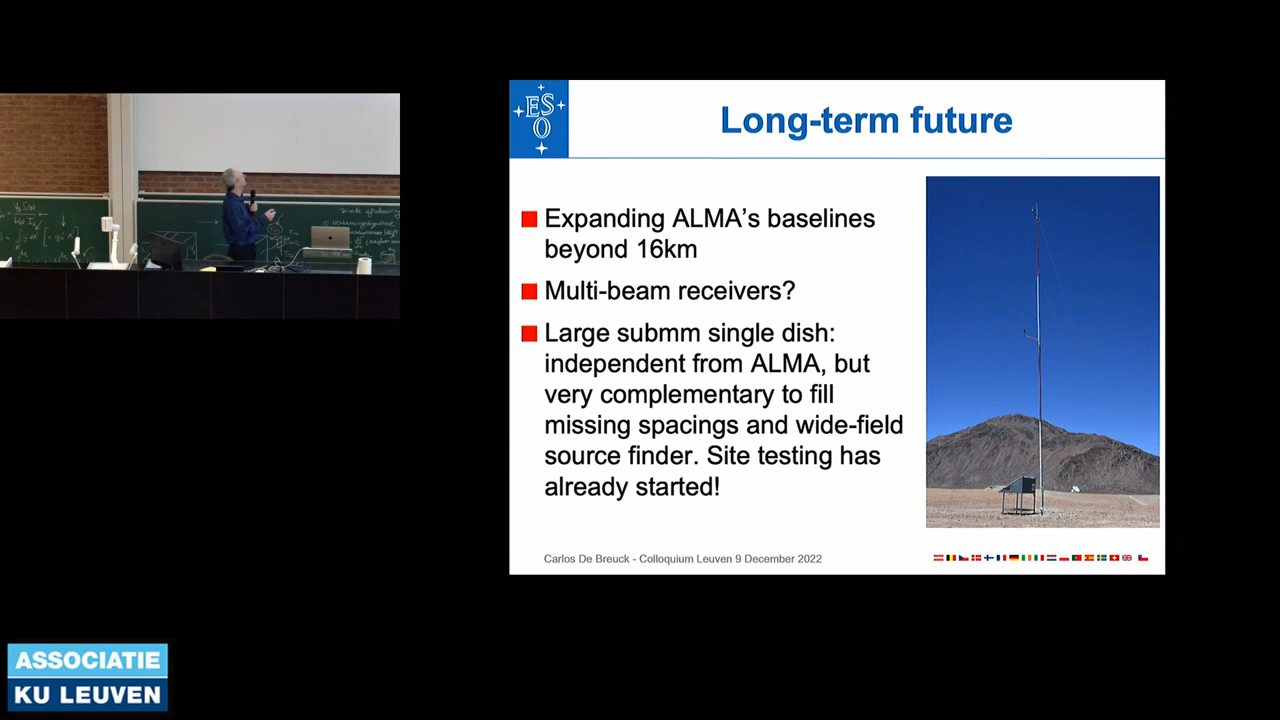 ESO
Long-term future
Expanding ALMA's baselines
beyond 16km
Multi-beam receivers?
Large submm single dish:
independent from ALMA, but
very complementary to fill
missing spacings and wide-field
source finder. Site testing has
already started!
Carlos De Breuck - Colloquium Leuven 9 December 2022
ASSOCIATIE
KU LEUVEN